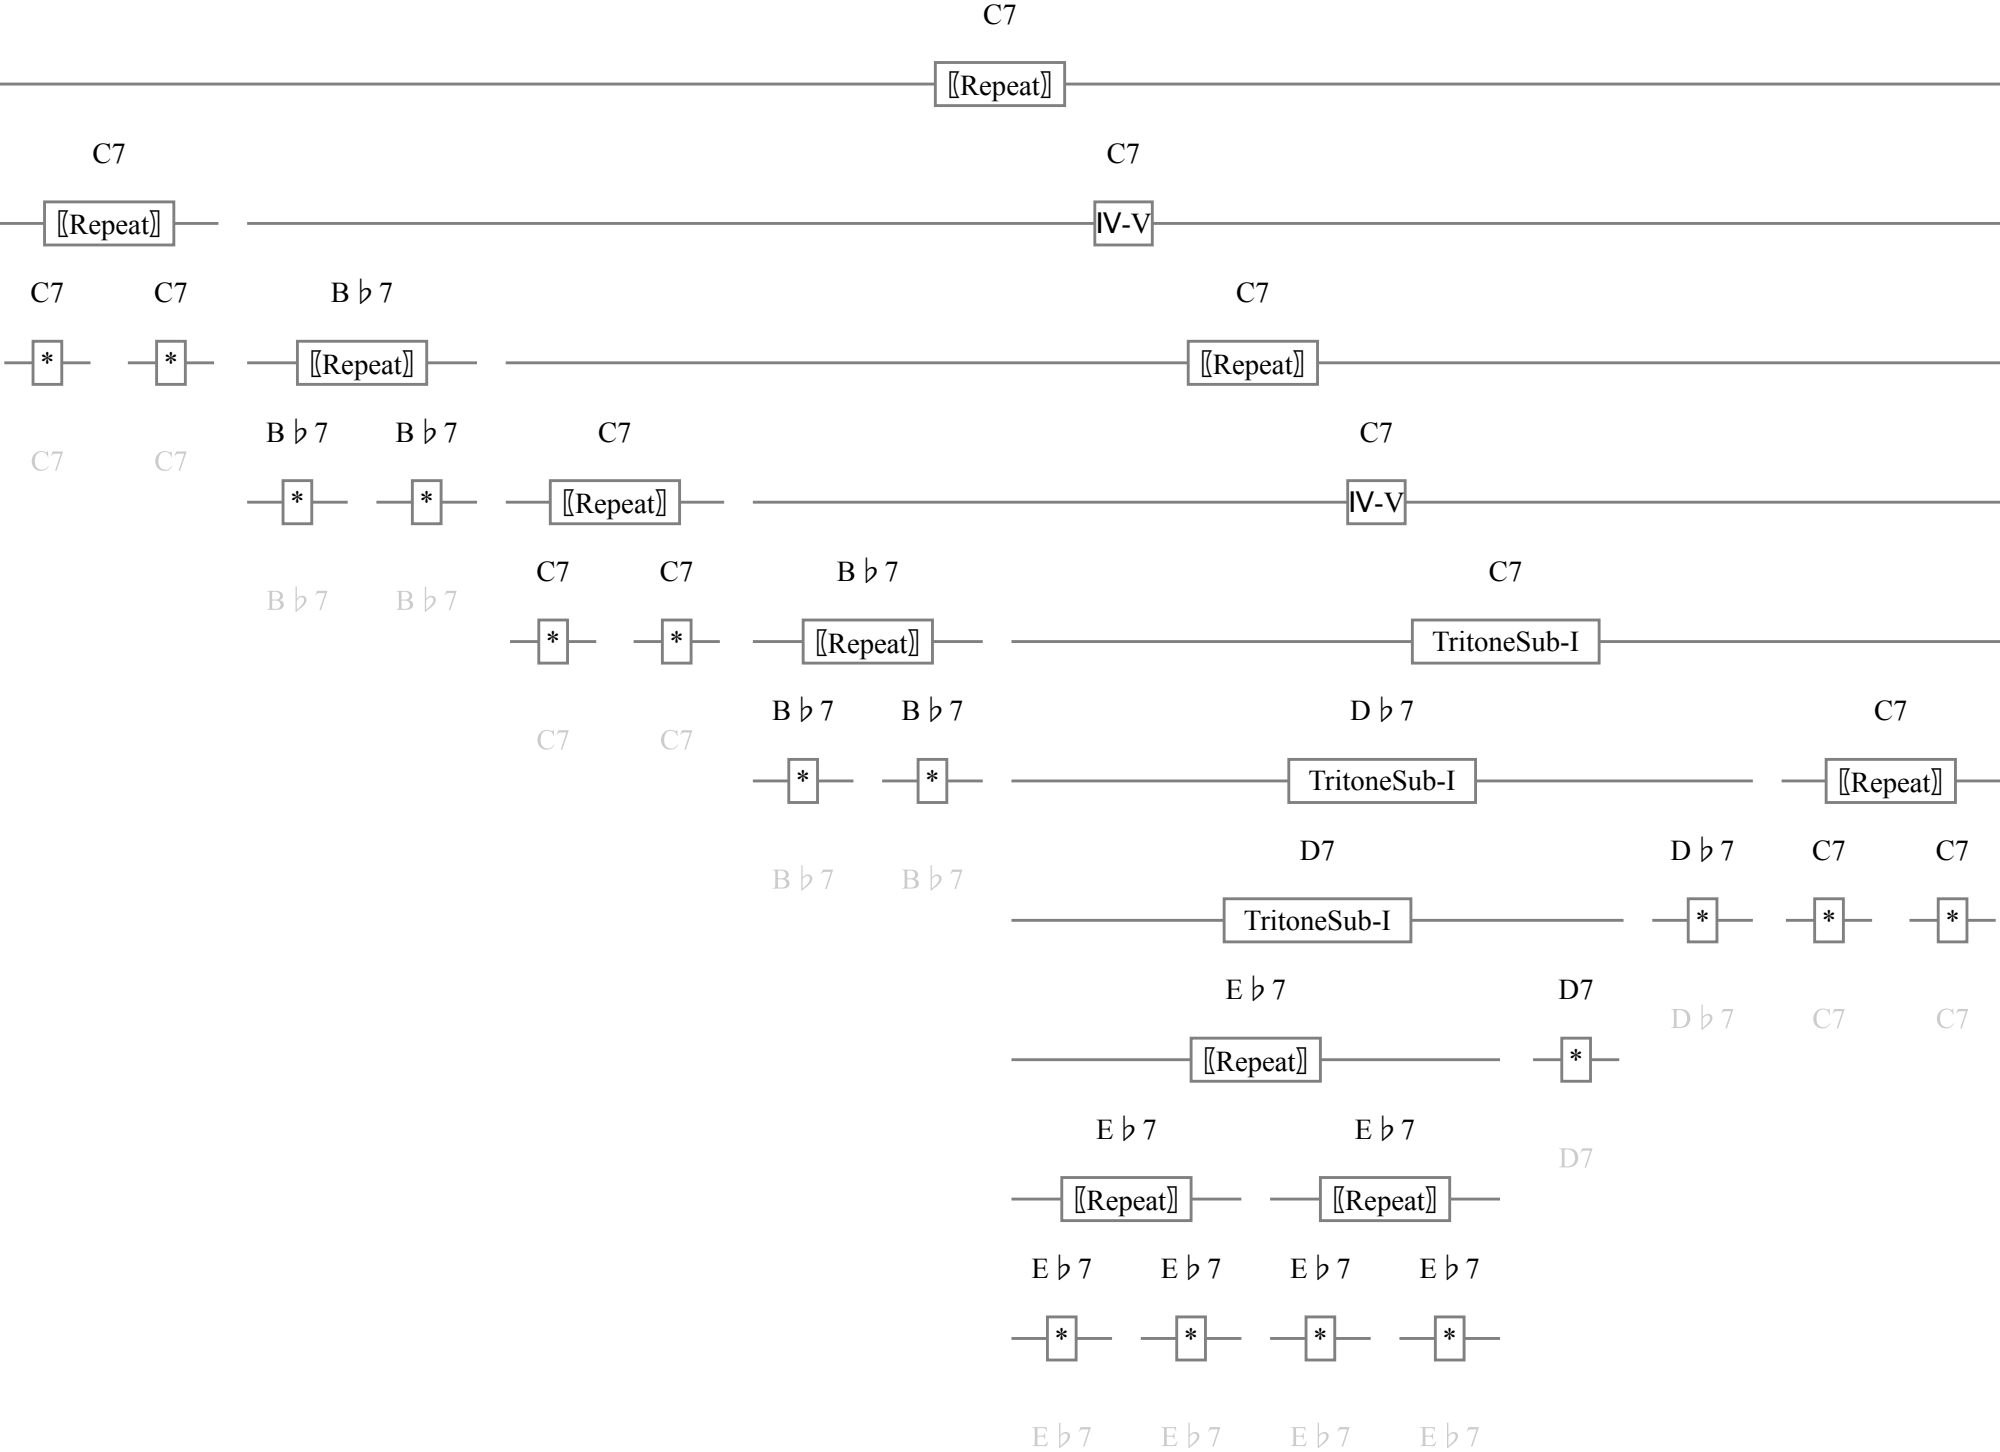 C7
〚Repeat〛
C7 C7
〚Repeat〛 Ⅳ-V
C7 C7 B♭7 C7
* * 〚Repeat〛 〚Repeat〛
B♭7 B♭7 C7 C7
C7 C7
* * 〚Repeat〛 Ⅳ-V
C7 C7 B♭7 C7
B♭7 B♭7
* * 〚Repeat〛 TritoneSub-I
B♭7 B♭7 D♭7 C7
C7 C7
* * TritoneSub-I 〚Repeat〛
D7 D♭7 C7 C7
B♭7 B♭7
TritoneSub-I * * *
E♭7 D7
D♭7 C7 C7
〚Repeat〛 *
E♭7 E♭7
D7
〚Repeat〛 〚Repeat〛
E♭7 E♭7 E♭7 E♭7
* * * *
E♭7 E♭7 E♭7 E♭7